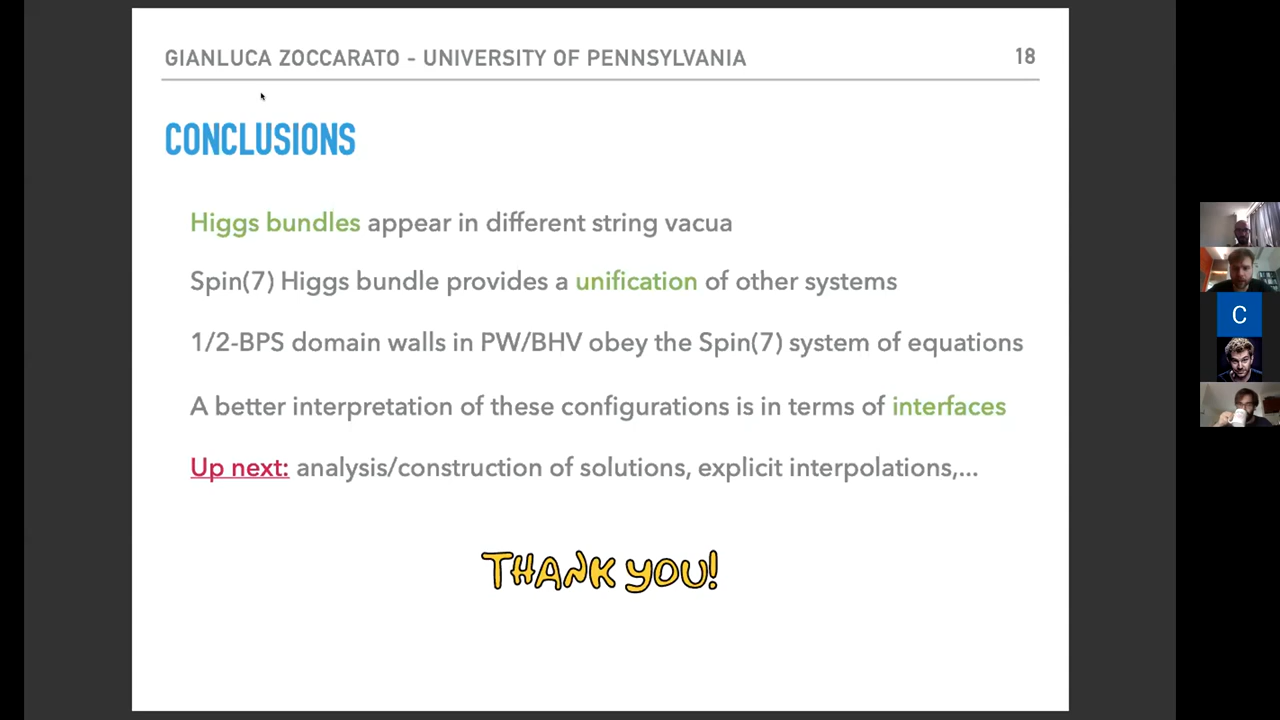 GIANLUCA ZOCCARATO - UNIVERSITY OF PENNSYLVANIA 18
CONCLUSIONS
Higgs bundles appear in different string vacua
Spin(7) Higgs bundle provides a unification of other systems
1/2-BPS domain walls in PW/BHV obey the Spin(7) system of equations
A better interpretation of these configurations is in terms of interfaces
Up next: analysis/construction of solutions, explicit interpolations,...
THANK YOU!
C